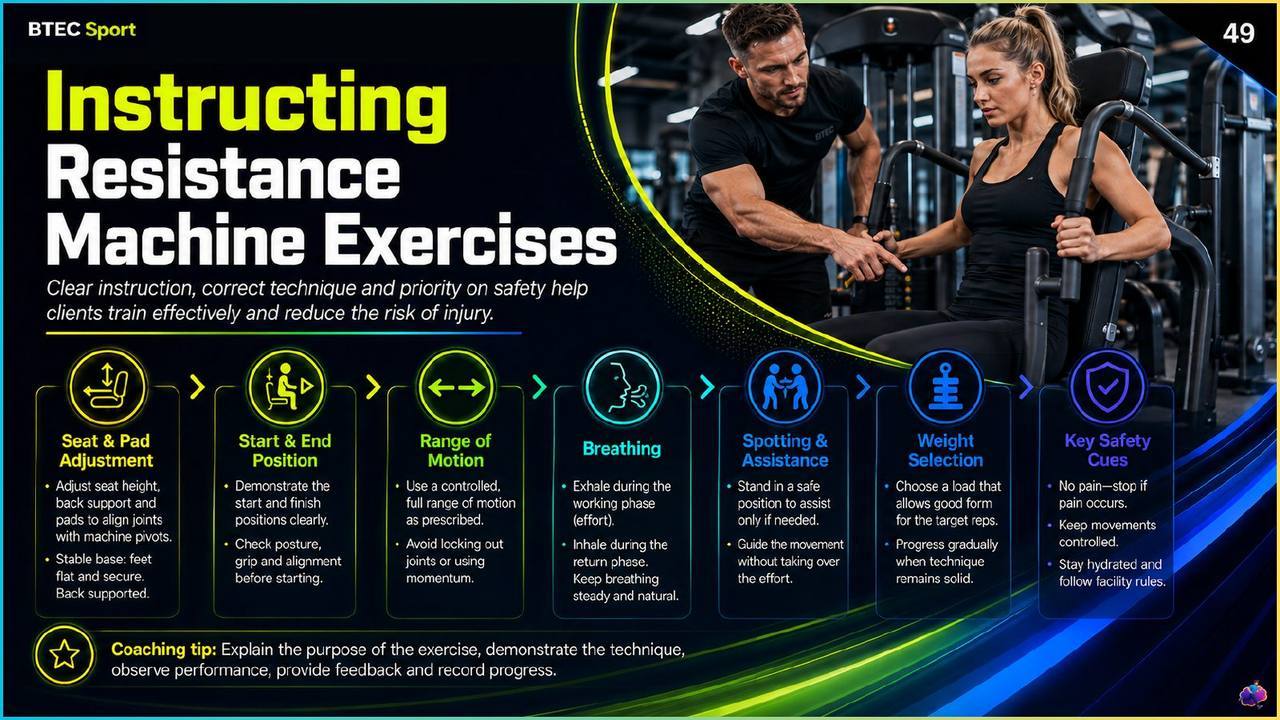 BTEC Sport
49
Instructing
Resistance
Machine Exercises
Clear instruction, correct technique and priority on safety help
clients train effectively and reduce the risk of injury.
Seat & Pad
Adjustment
• Adjust seat height,
back support and
pads to align joints
with machine pivots.
• Stable base: feet
flat and secure.
Back supported.
Start & End
Position
• Demonstrate the
start and finish
positions clearly.
• Check posture,
grip and alignment
before starting.
Range of
Motion
• Use a controlled,
full range of motion
as prescribed.
• Avoid locking out
joints or using
momentum.
Breathing
• Exhale during the
working phase
(effort).
• Inhale during the
return phase.
Keep breathing
steady and natural.
Spotting &
Assistance
• Stand in a safe
position to assist
only if needed.
• Guide the movement
without taking over
the effort.
Weight
Selection
• Choose a load that
allows good form
for the target reps.
• Progress gradually
when technique
remains solid.
Key Safety
Cues
• No pain—stop if
pain occurs.
• Keep movements
controlled.
• Stay hydrated and
follow facility rules.
Coaching tip: Explain the purpose of the exercise, demonstrate the technique,
observe performance, provide feedback and record progress.
BTEC